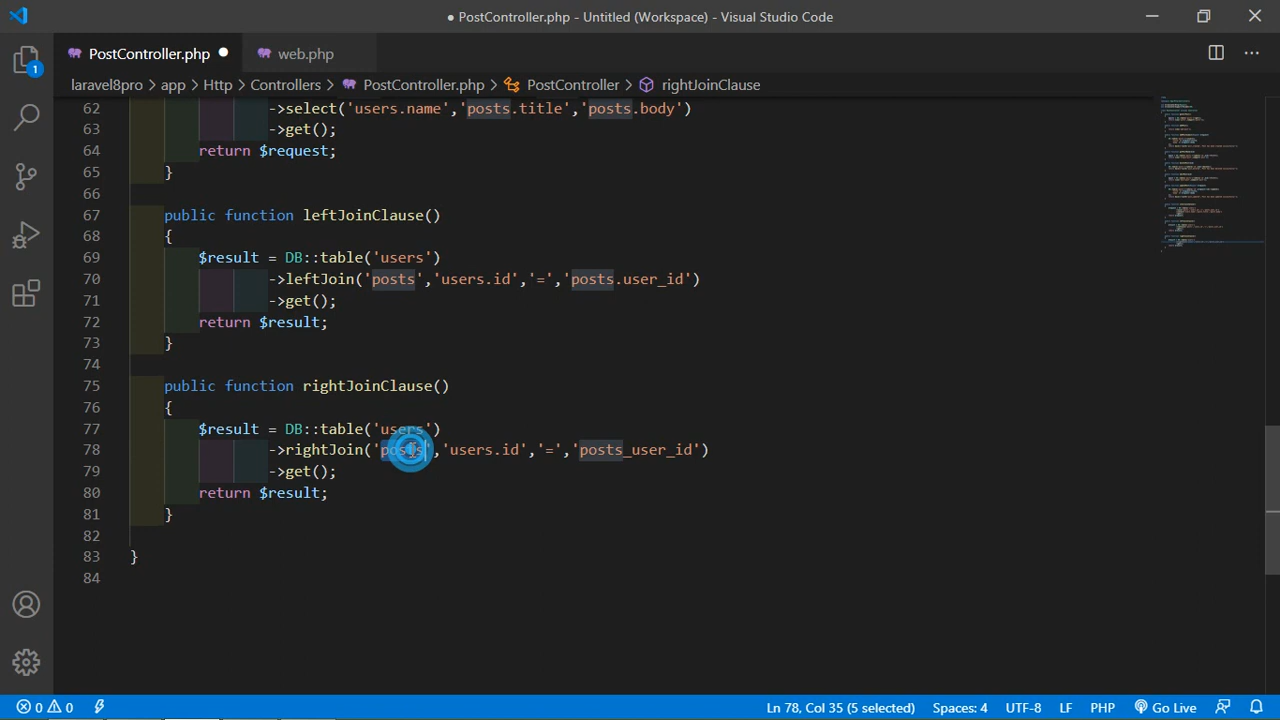 PostController.php - Untitled (Workspace) - Visual Studio Code
PostController.php
web.php
1
laravel8pro > app > Http > Controllers > PostController.php > PostController > rightJoinClause
62 ->select('users.name','posts.title','posts.body')
63 ->get();
64 return $request;
65 }
66
67 public function leftJoinClause()
68 {
69 $result = DB::table('users')
70 ->leftJoin('posts','users.id','=','posts.user_id')
71 ->get();
72 return $result;
73 }
74
75 public function rightJoinClause()
76 {
77 $result = DB::table('users')
78 ->rightJoin('posts','users.id','=','posts_user_id')
79 ->get();
80 return $result;
81 }
82
83 }
84
0 0 Ln 78, Col 35 (5 selected) Spaces: 4 UTF-8 LF PHP Go Live